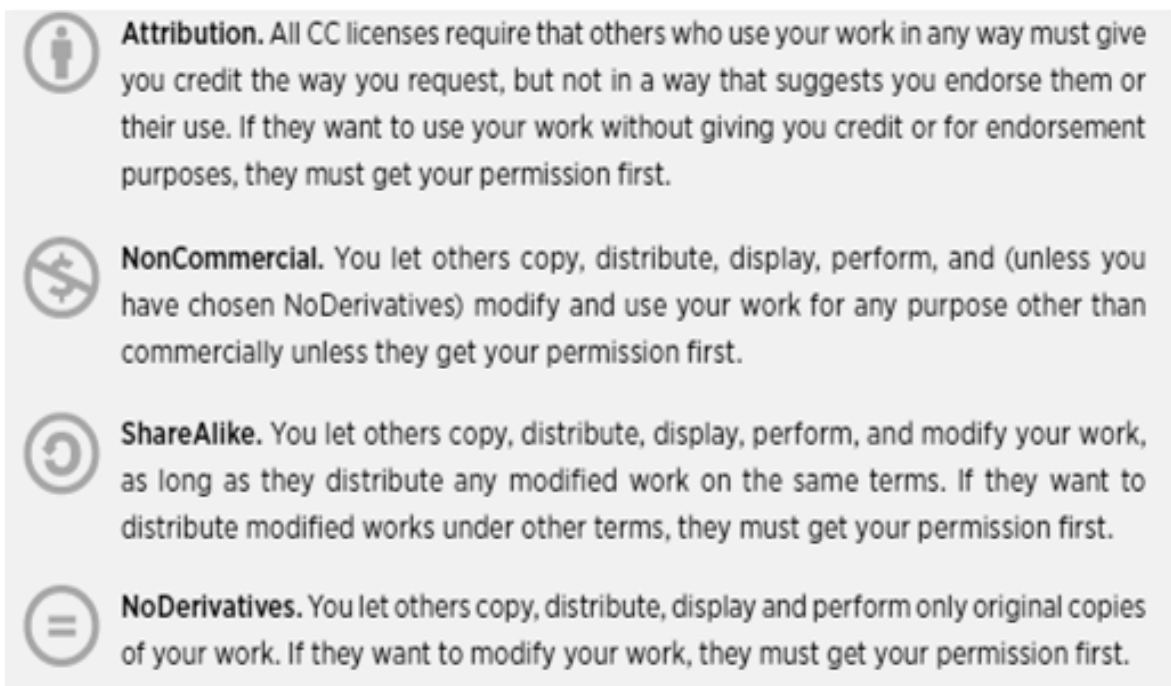 Attribution. All CC licenses require that others who use your work in any way must give
you credit the way you request, but not in a way that suggests you endorse them or
their use. If they want to use your work without giving you credit or for endorsement
purposes, they must get your permission first.
NonCommercial. You let others copy, distribute, display, perform, and (unless you
have chosen NoDerivatives) modify and use your work for any purpose other than
commercially unless they get your permission first.
ShareAlike. You let others copy, distribute, display, perform, and modify your work,
as long as they distribute any modified work on the same terms. If they want to
distribute modified works under other terms, they must get your permission first.
NoDerivatives. You let others copy, distribute, display and perform only original copies
of your work. If they want to modify your work, they must get your permission first.